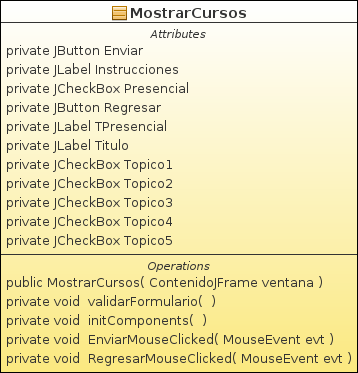 MostrarCursos
Attributes
private JButton Enviar
private JLabel Instrucciones
private JCheckBox Presencial
private JButton Regresar
private JLabel TPresencial
private JLabel Titulo
private JCheckBox Topico1
private JCheckBox Topico2
private JCheckBox Topico3
private JCheckBox Topico4
private JCheckBox Topico5
Operations
public MostrarCursos( ContenidoJFrame ventana )
private void  validarFormulario(  )
private void  initComponents(  )
private void  EnviarMouseClicked( MouseEvent evt )
private void  RegresarMouseClicked( MouseEvent evt )